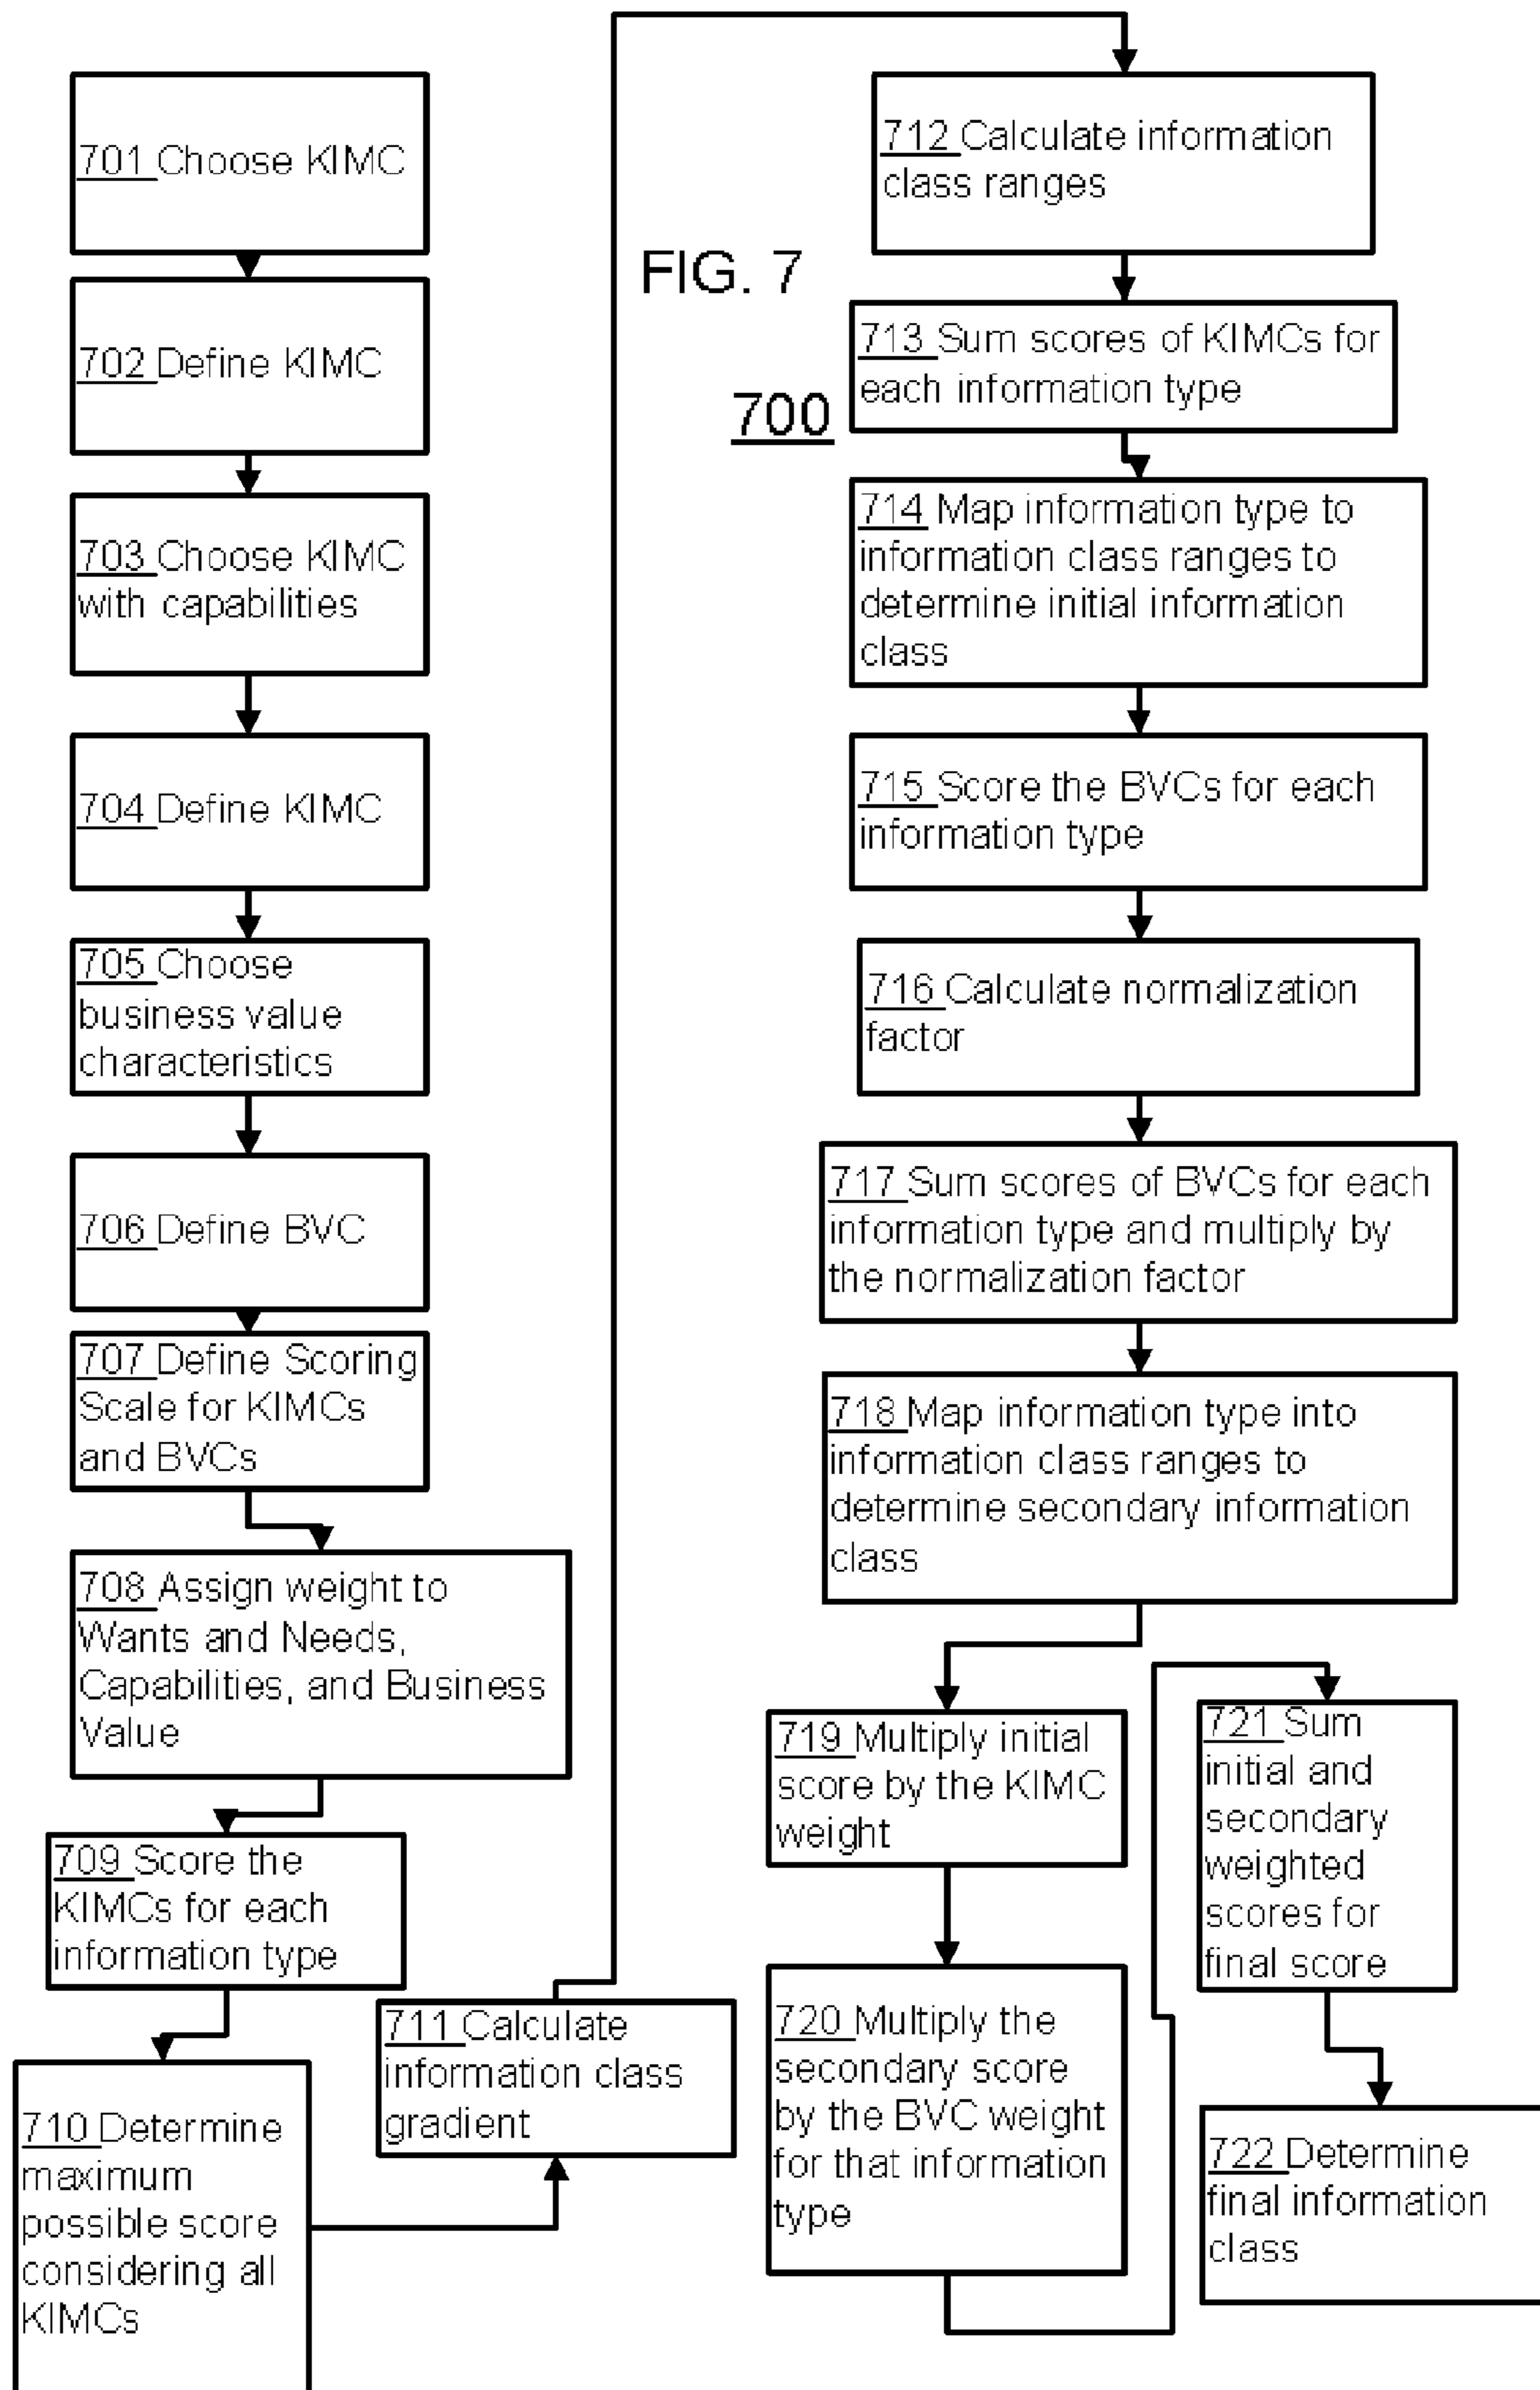 701 Choose KIMC
702 Define KIMC
703 Choose KIMC
with capabilities
704 Define KIMC
705 Choose
business value
characteristics
706 Define BVC
707 Define Scoring
Scale for KIMCs
and BVCs
708 Assign weight to
Wants and Needs,
Capabilities, and Business
Value
709 Score the
KIMCs for each
information type
710 Determine
maximum
possible score
considering all
KIMCs
711 Calculate
information class
gradient
FIG. 7
700
712 Calculate information
class ranges
713 Sum scores of KIMCs for
each information type
714 Map information type to
information class ranges to
determine initial information
class
715 Score the BVCs for each
information type
716 Calculate normalization
factor
717 Sum scores of BVCs for each
information type and multiply by
the normalization factor
718 Map information type into
information class ranges to
determine secondary information
class
719 Multiply initial
score by the KIMC
weight
720 Multiply the
secondary score
by the BVC weight
for that information
type
721 Sum
initial and
secondary
weighted
scores for
final score
722 Determine
final information
class